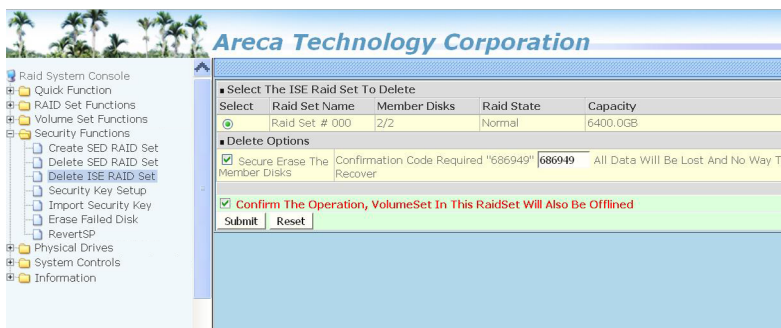 Areca Technology Corporation
Raid System Console
Quick Function
RAID Set Functions
Volume Set Functions
Security Functions
Create SED RAID Set
Delete SED RAID Set
Delete ISE RAID Set
Security Key Setup
Import Security Key
Erase Failed Disk
RevertSP
Physical Drives
System Controls
Information
Select The ISE Raid Set To Delete
Select Raid Set Name Member Disks Raid State Capacity
Raid Set # 000 2/2 Normal 6400.0GB
Delete Options
Secure Erase The Member Disks
Confirmation Code Required "686949" 686949 All Data Will Be Lost And No Way T
Recover
Confirm The Operation, VolumeSet In This RaidSet Will Also Be Offlined
Submit Reset